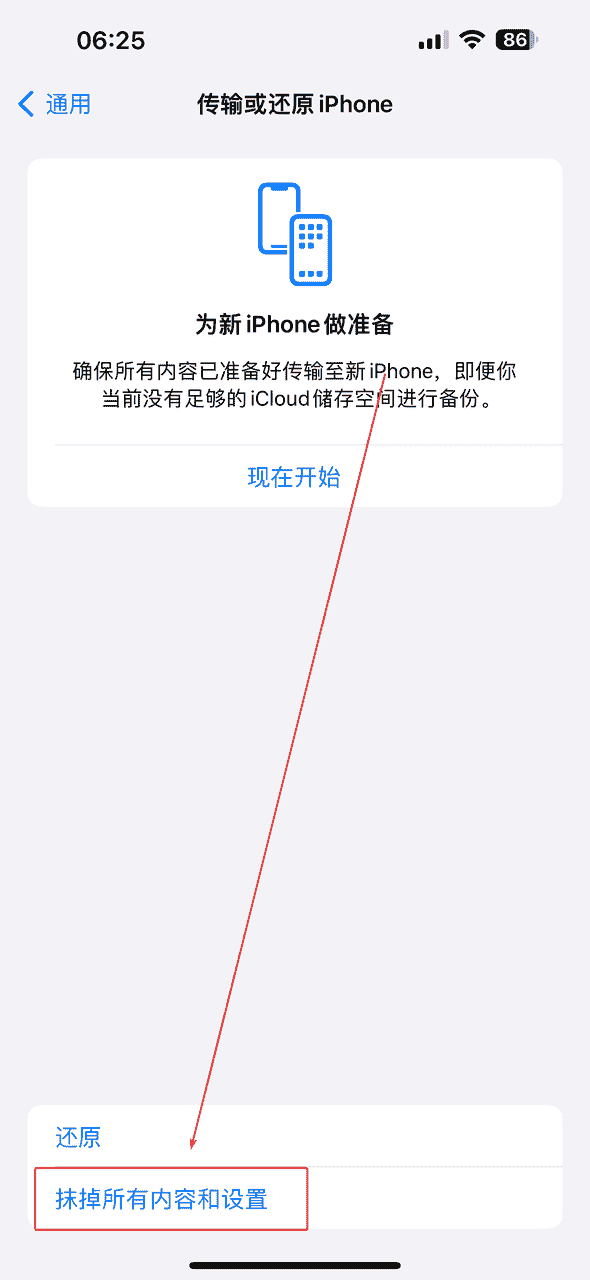 06:25
86
通用
传输或还原 iPhone
为新 iPhone 做准备
确保所有内容已准备好传输至新 iPhone，即便你
当前没有足够的 iCloud 储存空间进行备份。
现在开始
还原
抹掉所有内容和设置